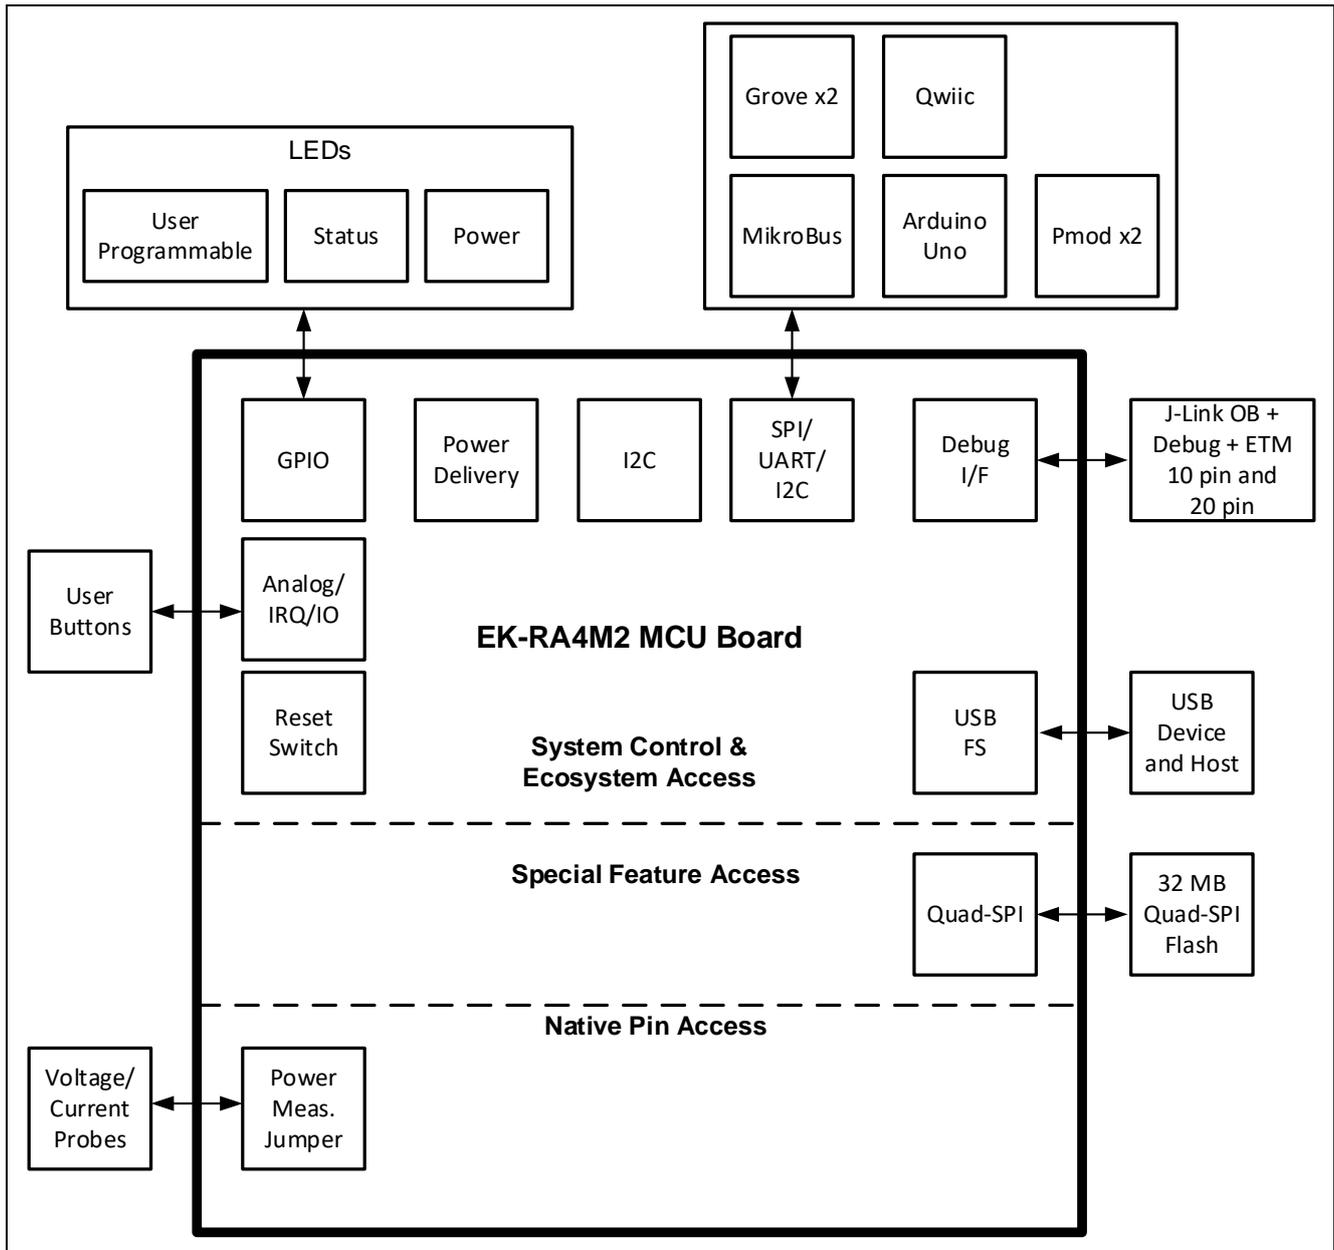 Grove x2
Qwiic
LEDs
User
Programmable
Status
Power
MikroBus
Arduino
Uno
Pmod x2
GPIO
Power
Delivery
I2C
SPI/
UART/
I2C
Debug
I/F
J-Link OB +
Debug + ETM
10 pin and
20 pin
User
Buttons
Analog/
IRQ/IO
EK-RA4M2 MCU Board
Reset
Switch
System Control &
Ecosystem Access
USB
FS
USB
Device
and Host
Special Feature Access
Quad-SPI
32 MB
Quad-SPI
Flash
Native Pin Access
Voltage/
Current
Probes
Power
Meas.
Jumper